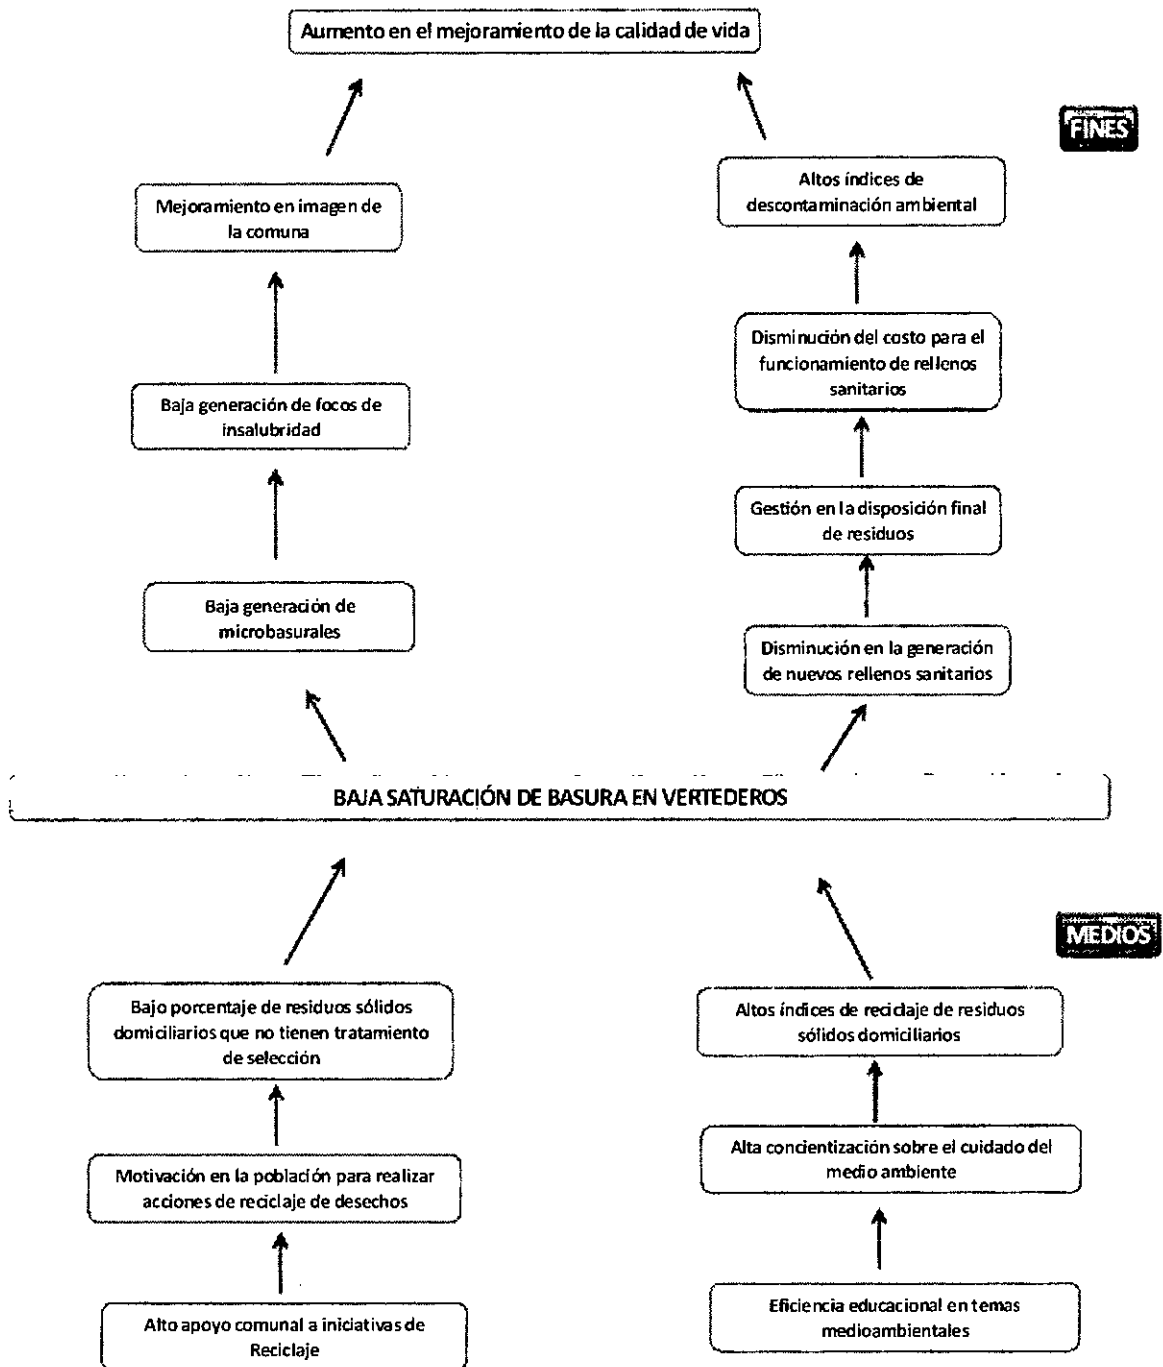 Aumento en el mejoramiento de la calidad de vida
FINES
Mejoramiento en imagen de
la comuna
Altos índices de
descontaminación ambiental
Disminución del costo para el
funcionamiento de rellenos
sanitarios
Baja generación de focos de
insalubridad
Gestión en la disposición final
de residuos
Baja generación de
microbasurales
Disminución en la generación
de nuevos rellenos sanitarios
BAJA SATURACIÓN DE BASURA EN VERTEDEROS
MEDIOS
Bajo porcentaje de residuos sólidos
domiciliarios que no tienen tratamiento
de selección
Altos índices de reciclaje de residuos
sólidos domiciliarios
Motivación en la población para realizar
acciones de reciclaje de desechos
Alta concientización sobre el cuidado del
medio ambiente
Alto apoyo comunal a iniciativas de
Reciclaje
Eficiencia educacional en temas
medioambientales